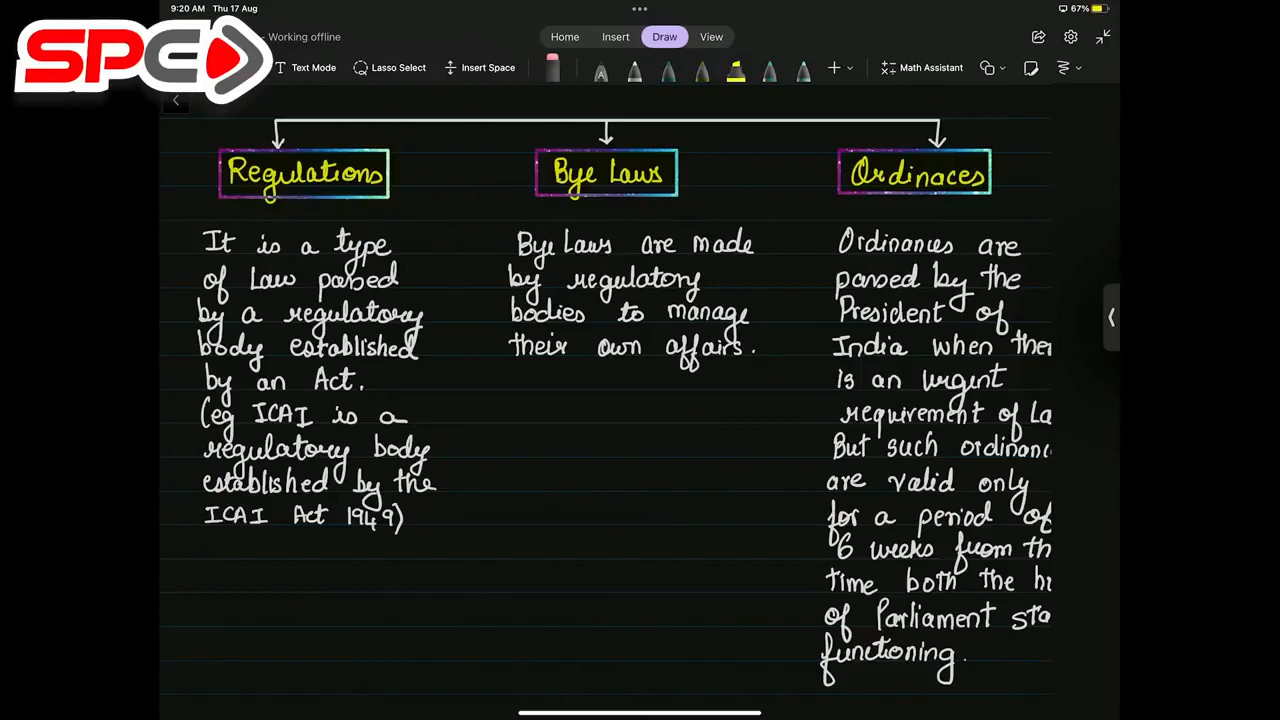 9:20 AM Thu 17 Aug
67%
SPE
Working offline
Home Insert Draw View
Text Mode Lasso Select Insert Space
Math Assistant
Regulations
It is a type
of Law passed
by a regulatory
body established
by an Act.
(eg ICAI is a
regulatory body
established by the
ICAI Act 1949)
Bye Laws
Bye Laws are made
by regulatory
bodies to manage
their own affairs.
Ordinaces
Ordinances are
passed by the
President of
India when ther
is an urgent
requirement of La
But such ordinanc
are valid only
for a period of
6 weeks from th
time both the h
of Parliament sta
functioning.